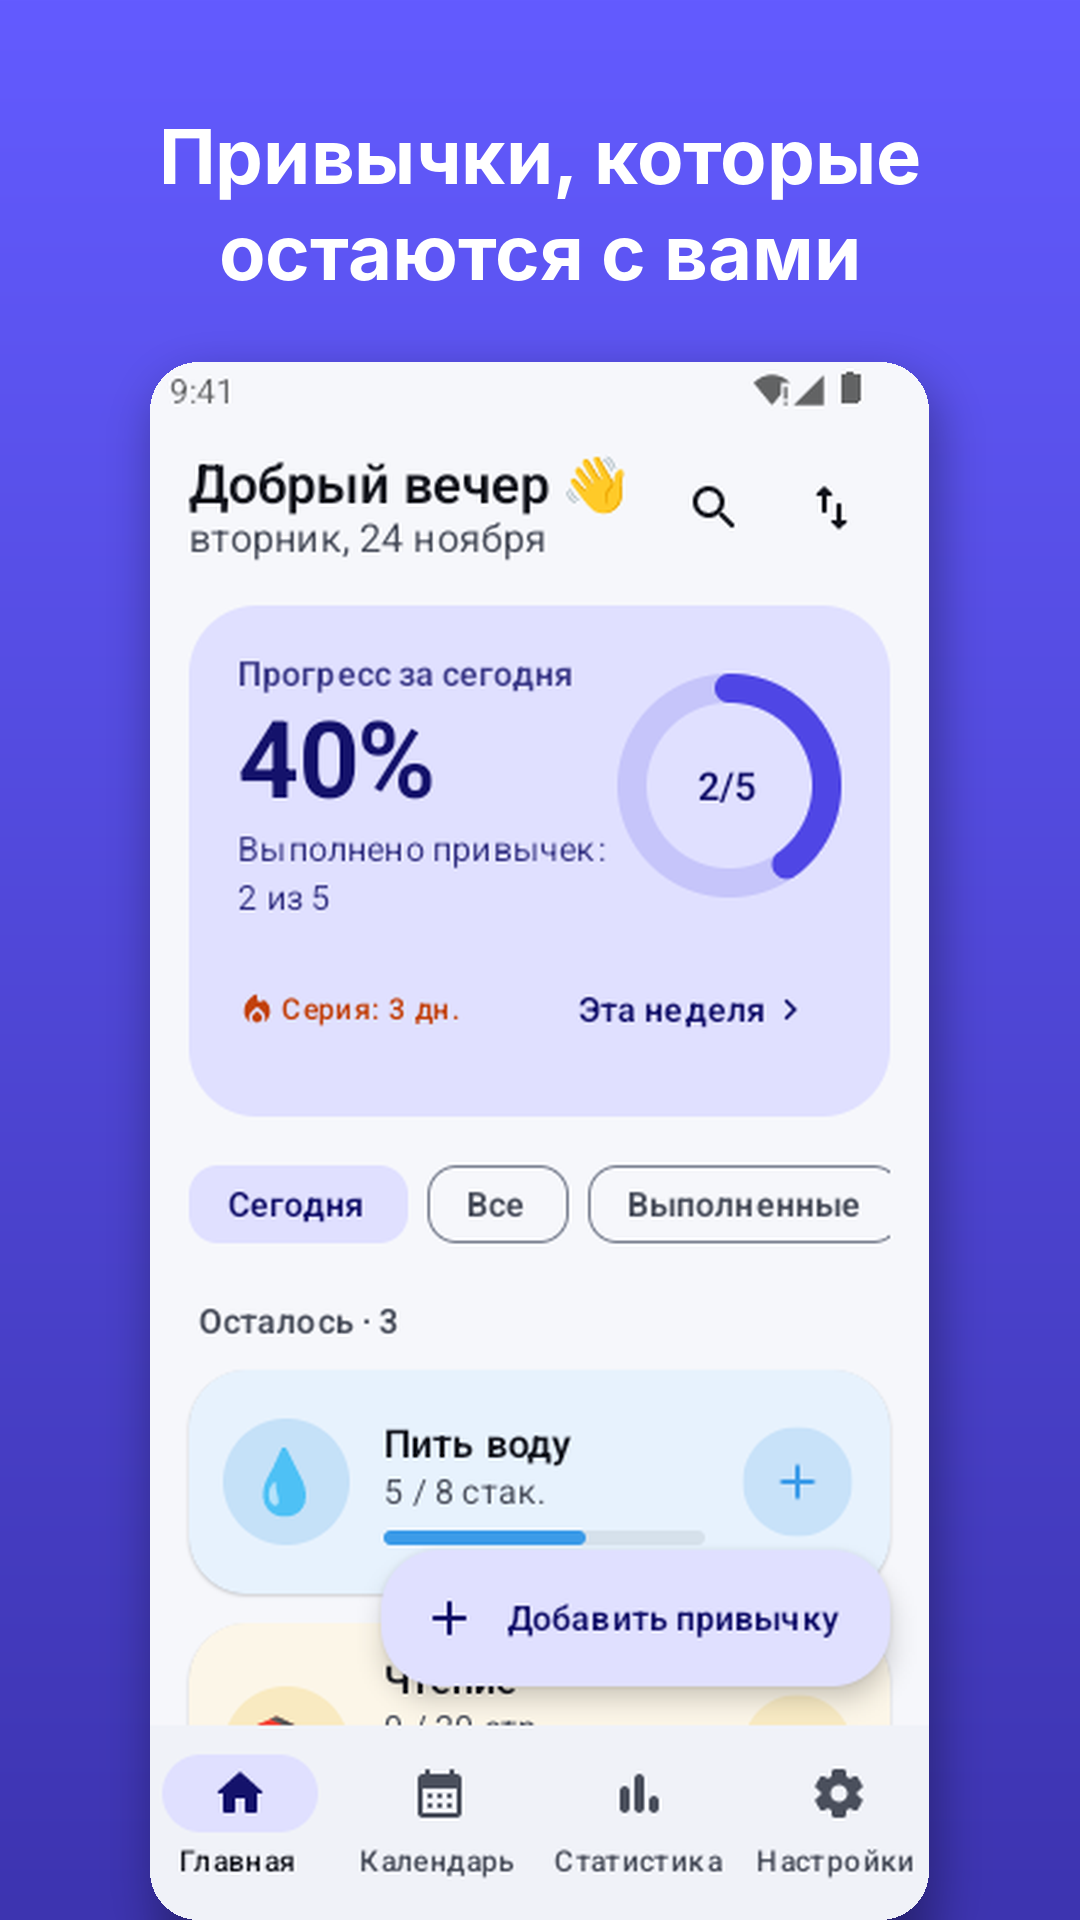 Привычки, которые
остаются с вами
9:41
Добрый вечер 👋
вторник, 24 ноября
Прогресс за сегодня
40%
2/5
Выполнено привычек:
2 из 5
Серия: 3 дн.
Эта неделя
Сегодня
Все
Выполненные
Осталось · 3
Пить воду
5 / 8 стак.
Добавить привычку
Чтение
Главная
Календарь
Статистика
Настройки